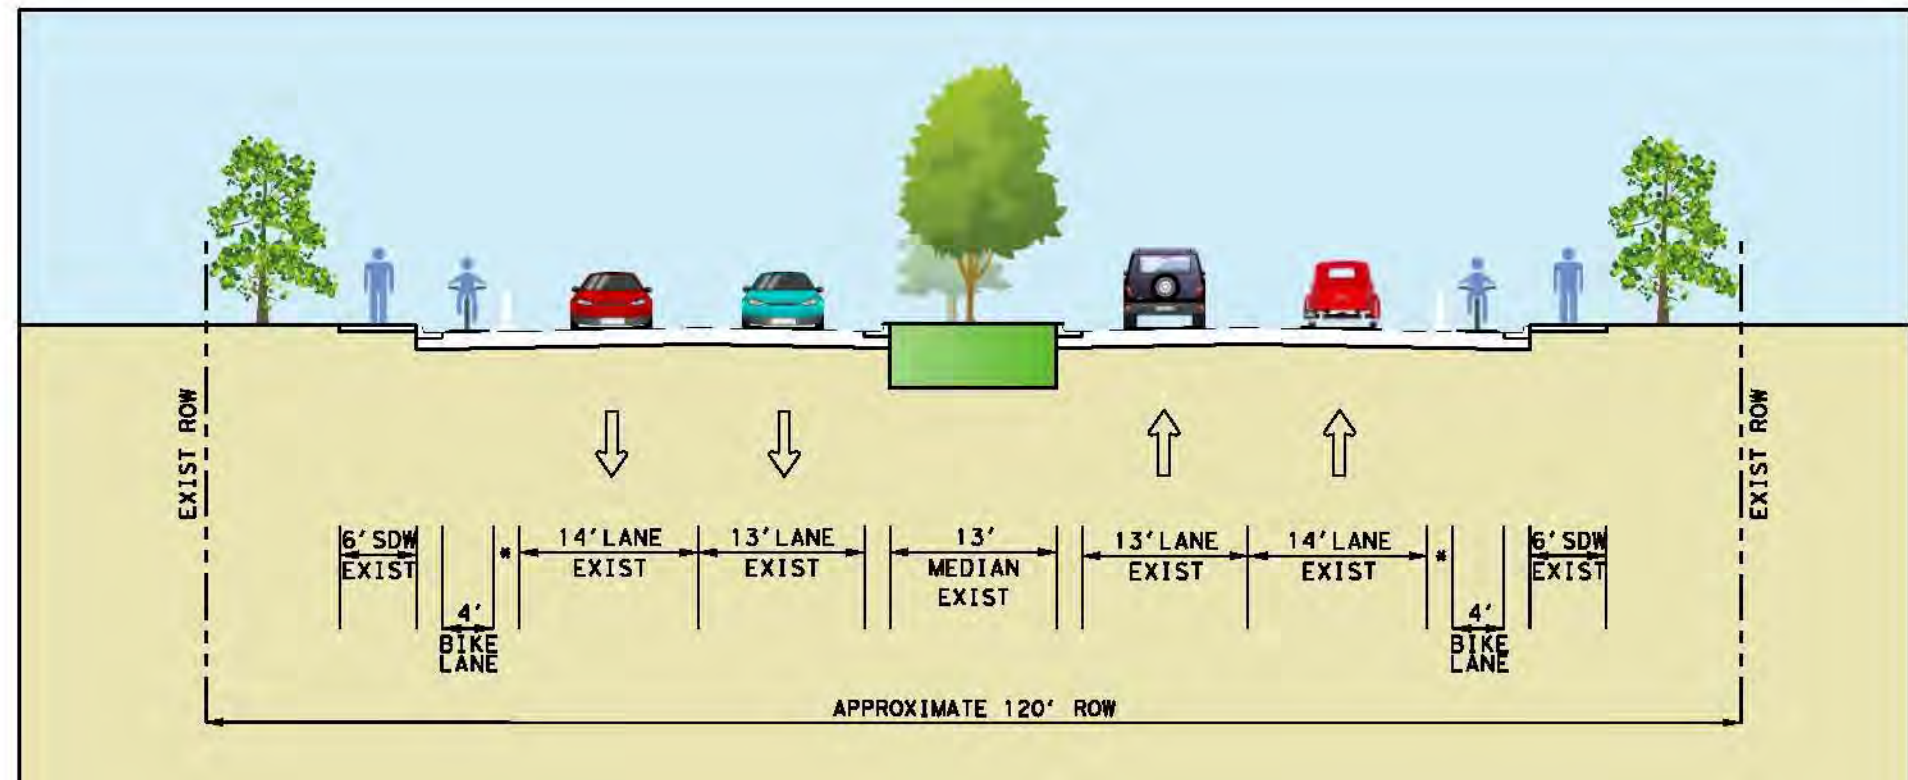 EXIST ROW
6' SDW
EXIST
4'
BIKE
LANE
*
14' LANE
EXIST
13' LANE
EXIST
13'
MEDIAN
EXIST
13' LANE
EXIST
14' LANE
EXIST
*
4'
BIKE
LANE
6' SDW
EXIST
EXIST ROW
APPROXIMATE 120' ROW